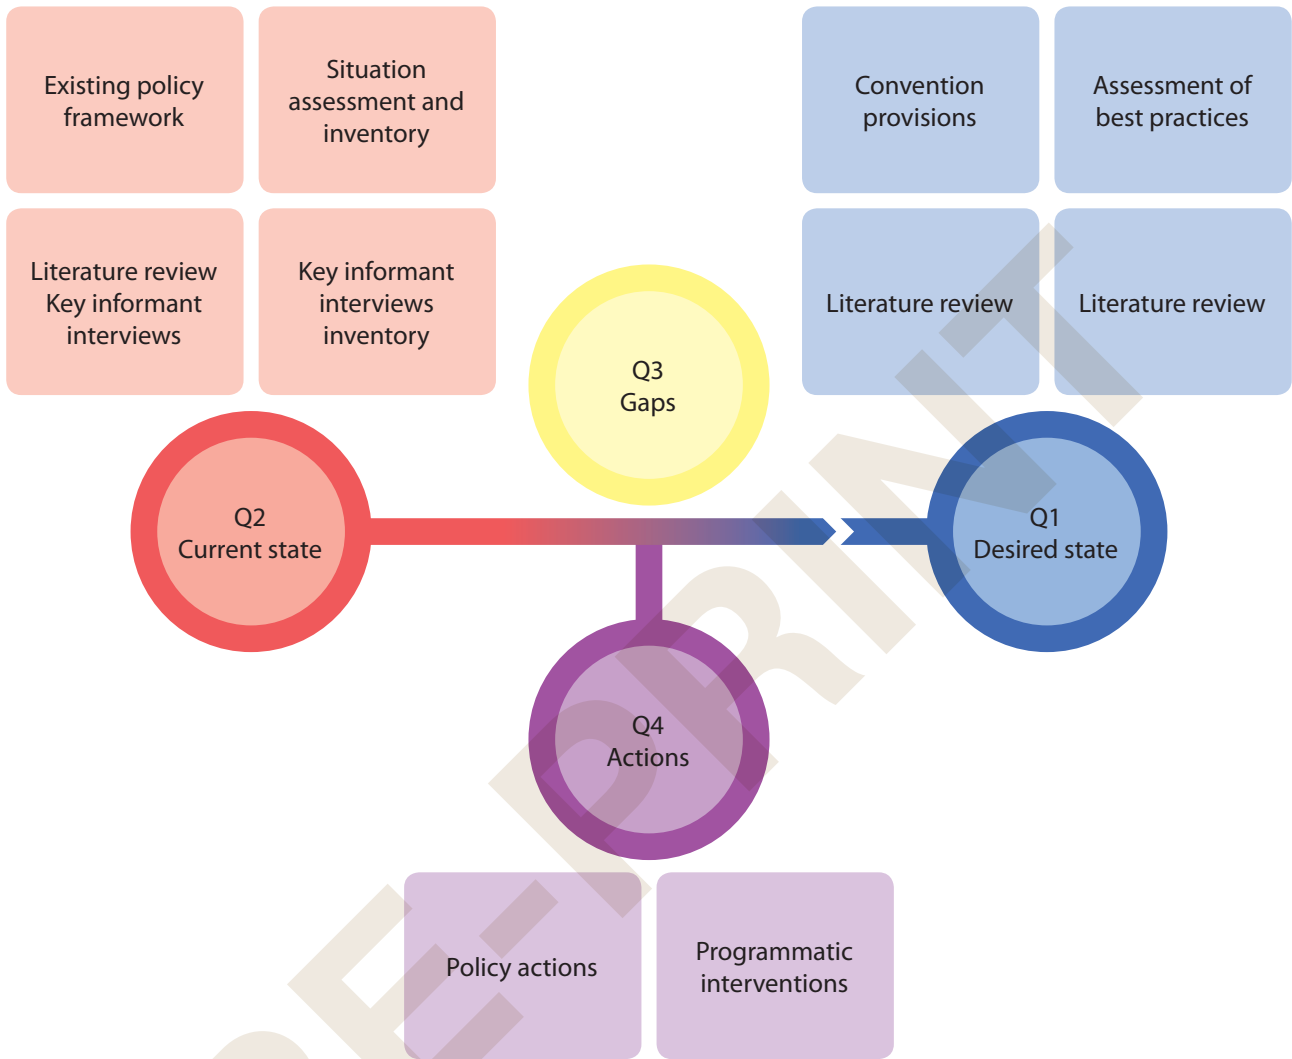 Existing policy
framework
Situation
assessment and
inventory
Convention
provisions
Assessment of
best practices
Literature review
Key informant
interviews
Key informant
interviews
inventory
Literature review
Literature review
Q3
Gaps
Q2
Current state
Q1
Desired state
Q4
Actions
Policy actions
Programmatic
interventions
RE-PRINT